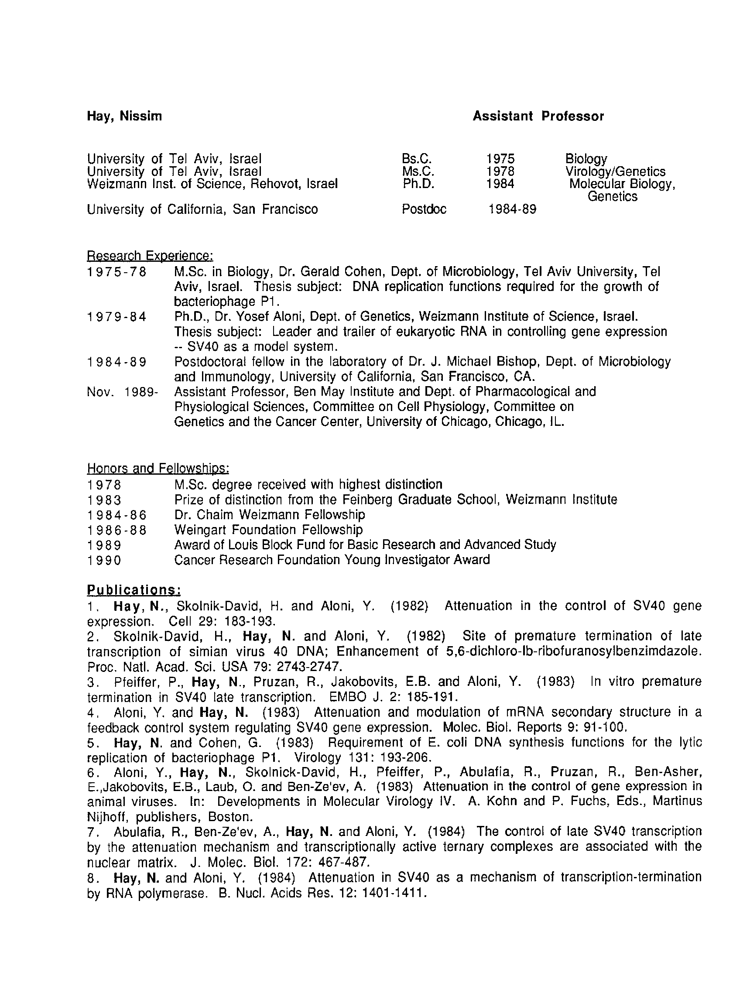 Hay, Nissim Assistant Professor
University of Tel Aviv, Israel Bs.C. 1975 Biology
University of Tel Aviv, Israel Ms.C. 1978 Virology/Genetics
Weizmann Inst. of Science, Rehovot, Israel Ph.D. 1984 Molecular Biology,
Genetics
University of California, San Francisco Postdoc 1984-89
Research Experience:
1975-78 M.Sc. in Biology, Dr. Gerald Cohen, Dept. of Microbiology, Tel Aviv University, Tel
Aviv, Israel. Thesis subject: DNA replication functions required for the growth of
bacteriophage P1.
1979-84 Ph.D., Dr. Yosef Aloni, Dept. of Genetics, Weizmann Institute of Science, Israel.
Thesis subject: Leader and trailer of eukaryotic RNA in controlling gene expression
-- SV40 as a model system.
1984-89 Postdoctoral fellow in the laboratory of Dr. J. Michael Bishop, Dept. of Microbiology
and Immunology, University of California, San Francisco, CA.
Nov. 1989- Assistant Professor, Ben May Institute and Dept. of Pharmacological and
Physiological Sciences, Committee on Cell Physiology, Committee on
Genetics and the Cancer Center, University of Chicago, Chicago, IL.
Honors and Fellowships:
1978 M.Sc. degree received with highest distinction
1983 Prize of distinction from the Feinberg Graduate School, Weizmann Institute
1984-86 Dr. Chaim Weizmann Fellowship
1986-88 Weingart Foundation Fellowship
1989 Award of Louis Block Fund for Basic Research and Advanced Study
1990 Cancer Research Foundation Young Investigator Award
Publications:
1. Hay, N., Skolnik-David, H. and Aloni, Y. (1982) Attenuation in the control of SV40 gene
expression. Cell 29: 183-193.
2. Skolnik-David, H., Hay, N. and Aloni, Y. (1982) Site of premature termination of late
transcription of simian virus 40 DNA; Enhancement of 5,6-dichloro-lb-ribofuranosylbenzimdazole.
Proc. Natl. Acad. Sci. USA 79: 2743-2747.
3. Pfeiffer, P., Hay, N., Pruzan, R., Jakobovits, E.B. and Aloni, Y. (1983) In vitro premature
termination in SV40 late transcription. EMBO J. 2: 185-191.
4. Aloni, Y. and Hay, N. (1983) Attenuation and modulation of mRNA secondary structure in a
feedback control system regulating SV40 gene expression. Molec. Biol. Reports 9: 91-100.
5. Hay, N. and Cohen, G. (1983) Requirement of E. coli DNA synthesis functions for the lytic
replication of bacteriophage P1. Virology 131: 193-206.
6. Aloni, Y., Hay, N., Skolnick-David, H., Pfeiffer, P., Abulafia, R., Pruzan, R., Ben-Asher,
E.,Jakobovits, E.B., Laub, O. and Ben-Ze'ev, A. (1983) Attenuation in the control of gene expression in
animal viruses. In: Developments in Molecular Virology IV. A. Kohn and P. Fuchs, Eds., Martinus
Nijhoff, publishers, Boston.
7. Abulafia, R., Ben-Ze'ev, A., Hay, N. and Aloni, Y. (1984) The control of late SV40 transcription
by the attenuation mechanism and transcriptionally active ternary complexes are associated with the
nuclear matrix. J. Molec. Biol. 172: 467-487.
8. Hay, N. and Aloni, Y. (1984) Attenuation in SV40 as a mechanism of transcription-termination
by RNA polymerase. B. Nucl. Acids Res. 12: 1401-1411.